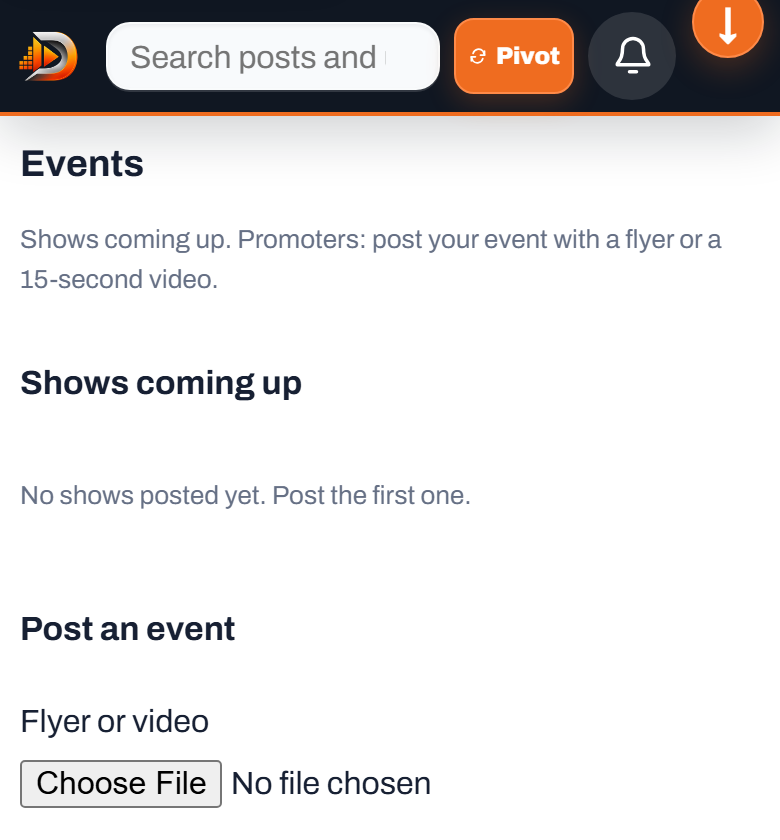 Search posts and
Pivot
Events
Shows coming up. Promoters: post your event with a flyer or a
15-second video.
Shows coming up
No shows posted yet. Post the first one.
Post an event
Flyer or video
Choose File No file chosen